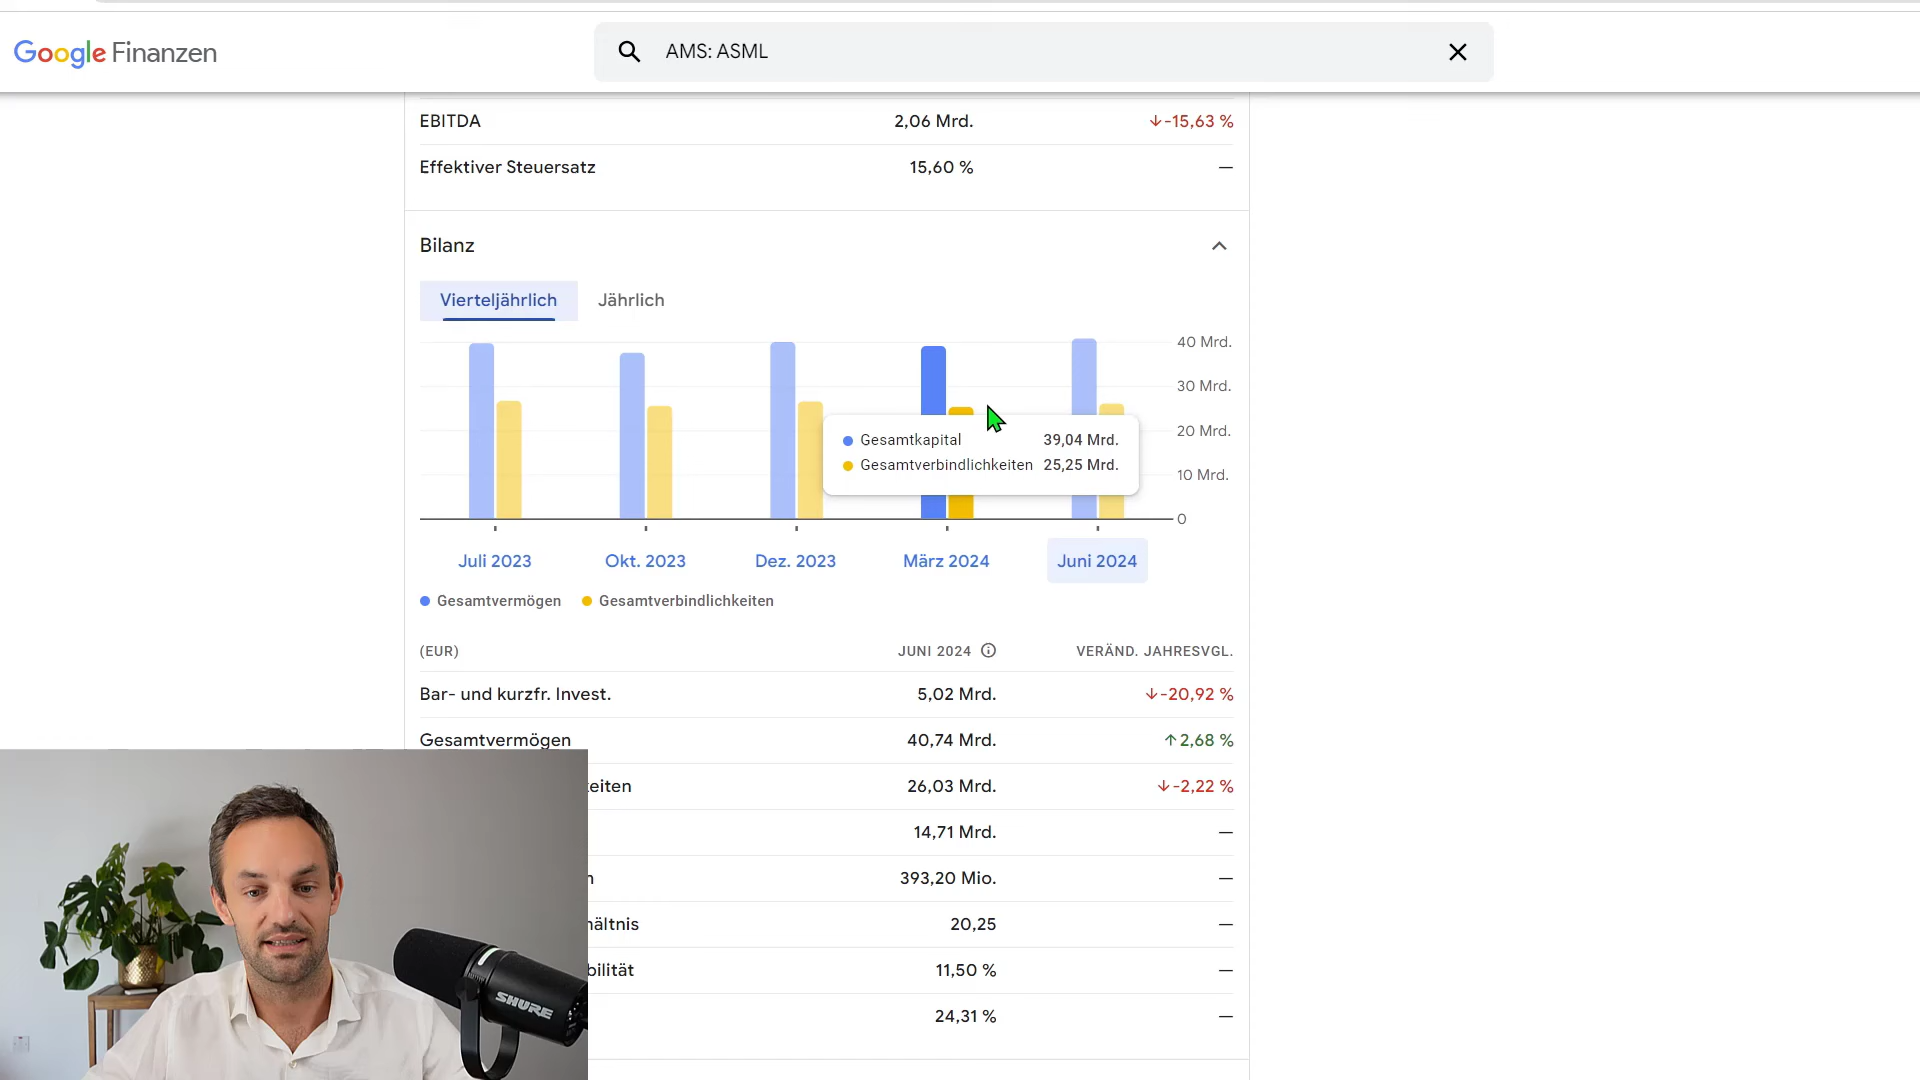 Google Finanzen
AMS: ASML
EBITDA 2,06 Mrd. ↓-15,63 %
Effektiver Steuersatz 15,60 % —
Bilanz
Vierteljährlich Jährlich
40 Mrd.
30 Mrd.
20 Mrd.
10 Mrd.
0
Gesamtkapital 39,04 Mrd.
Gesamtverbindlichkeiten 25,25 Mrd.
Juli 2023 Okt. 2023 Dez. 2023 März 2024 Juni 2024
Gesamtvermögen Gesamtverbindlichkeiten
(EUR) JUNI 2024 VERÄND. JAHRESVGL.
Bar- und kurzfr. Invest. 5,02 Mrd. ↓-20,92 %
Gesamtvermögen 40,74 Mrd. ↑2,68 %
eiten 26,03 Mrd. ↓-2,22 %
14,71 Mrd. —
393,20 Mio. —
hältnis 20,25 —
bilität 11,50 % —
24,31 % —
SHURE